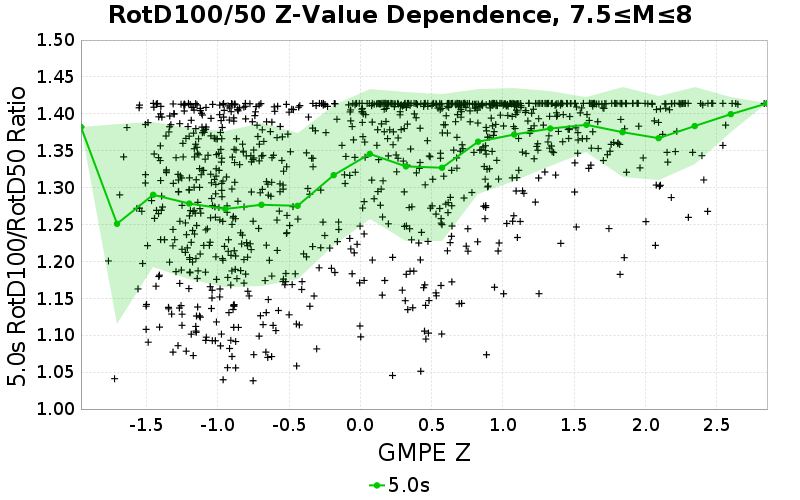 RotD100/50 Z-Value Dependence, 7.5≤M≤8
5.0s RotD100/RotD50 Ratio
1.50
1.45
1.40
1.35
1.30
1.25
1.20
1.15
1.10
1.05
1.00
-1.5 -1.0 -0.5 0.0 0.5 1.0 1.5 2.0 2.5
GMPE Z
5.0s